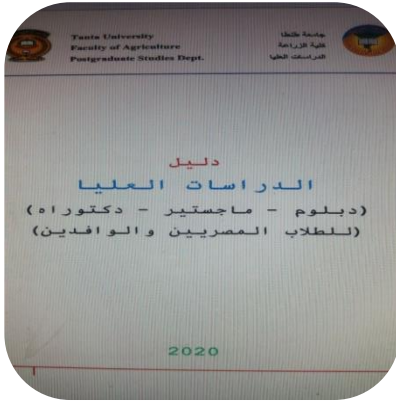 Tanta University
Faculty of Agriculture
Postgraduate Studies Dept.
جامعة طنطا
كلية الزراعة
الدراسات العليا
دليل
الدراسات العليا
(دبلوم - ماجستير - دكتوراه)
(للطلاب المصريين والوافدين)
2020